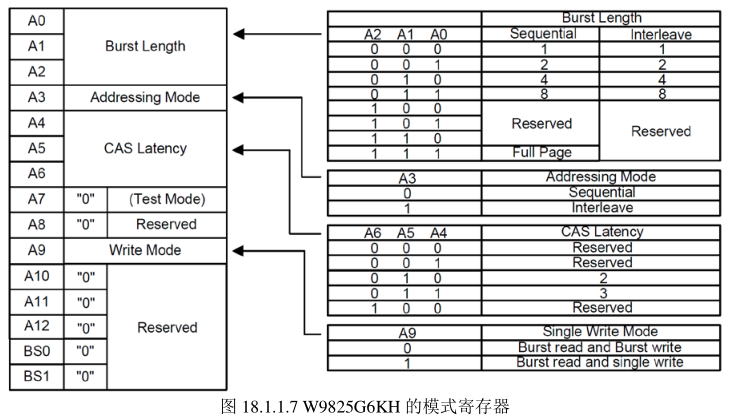 A0
A1
A2
Burst Length
A3 Addressing Mode
A4
A5
A6
CAS Latency
A7 "0" (Test Mode)
A8 "0" Reserved
A9 Write Mode
A10 "0"
A11 "0"
A12 "0"
BS0 "0"
BS1 "0"
Reserved
Burst Length
A2 A1 A0 Sequential Interleave
0 0 0 1 1
0 0 1 2 2
0 1 0 4 4
0 1 1 8 8
1 0 0
1 0 1 Reserved Reserved
1 1 0
1 1 1 Full Page
A3 Addressing Mode
0 Sequential
1 Interleave
A6 A5 A4 CAS Latency
0 0 0 Reserved
0 0 1 Reserved
0 1 0 2
0 1 1 3
1 0 0 Reserved
A9 Single Write Mode
0 Burst read and Burst write
1 Burst read and single write
图 18.1.1.7 W9825G6KH 的模式寄存器